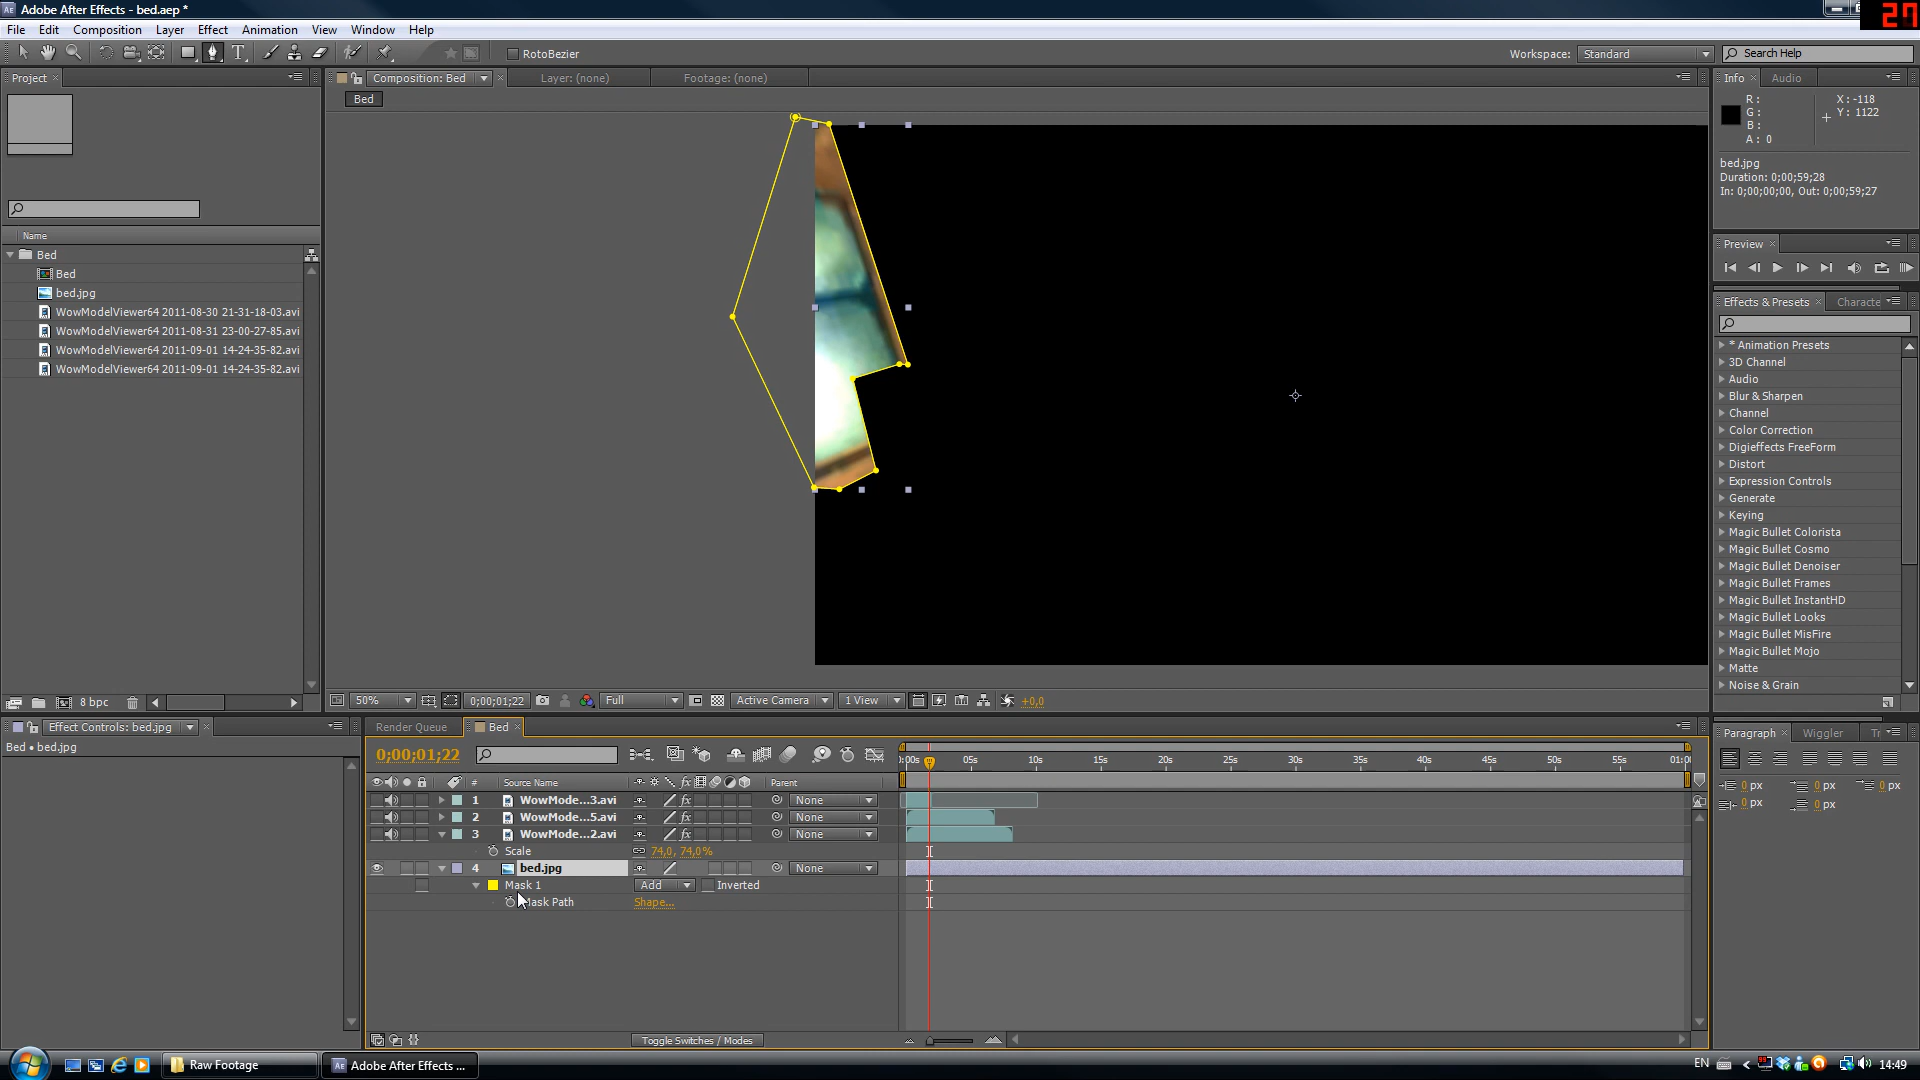 Adobe After Effects - bed.aep *
27
File Edit Composition Layer Effect Animation View Window Help
RotoBezier
Workspace: Standard
Search Help
Project
Composition: Bed
Layer: (none)
Footage: (none)
Info
Audio
Bed
R :
G :
B :
A : 0
X : -118
Y : 1122
bed.jpg
Duration: 0;00;59;28
In: 0;00;00;00, Out: 0;00;59;27
Name
Bed
Bed
bed.jpg
WowModelViewer64 2011-08-30 21-31-18-03.avi
WowModelViewer64 2011-08-31 23-00-27-85.avi
WowModelViewer64 2011-09-01 14-24-35-82.avi
WowModelViewer64 2011-09-01 14-24-35-82.avi
Preview
Effects & Presets
Characte
* Animation Presets
3D Channel
Audio
Blur & Sharpen
Channel
Color Correction
Digieffects FreeForm
Distort
Expression Controls
Generate
Keying
Magic Bullet Colorista
Magic Bullet Cosmo
Magic Bullet Denoiser
Magic Bullet Frames
Magic Bullet InstantHD
Magic Bullet Looks
Magic Bullet MisFire
Magic Bullet Mojo
Matte
Noise & Grain
8 bpc
50%
0;00;01;22
Full
Active Camera
1 View
+0,0
Effect Controls: bed.jpg
Bed • bed.jpg
Render Queue
Bed
0;00;01;22
:00s 05s 10s 15s 20s 25s 30s 35s 40s 45s 50s 55s 01:0
# Source Name
Parent
1 WowMode...3.avi None
2 WowMode...5.avi None
3 WowMode...2.avi None
Scale 74,0, 74,0%
4 bed.jpg None
Mask 1 Add Inverted
Mask Path Shape...
Toggle Switches / Modes
Paragraph
Wiggler
Tr
0 px 0 px 0 px
0 px 0 px
Raw Footage
Adobe After Effects ...
EN
14:49